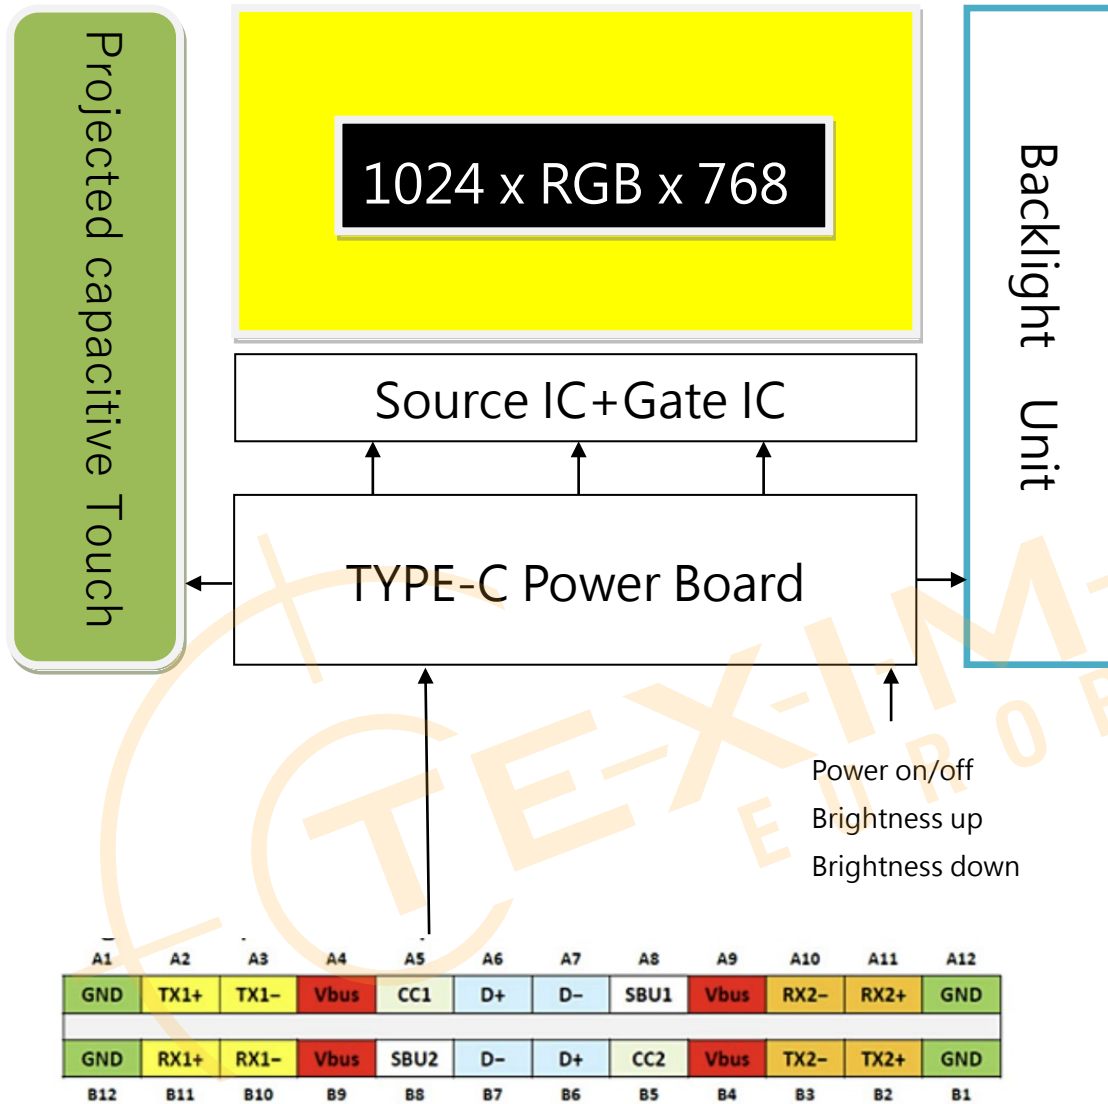 Projected capacitive Touch
1024 x RGB x 768
Backlight Unit
Source IC+Gate IC
TYPE-C Power Board
Power on/off
Brightness up
Brightness down
TEXIM
EUROP
A1 A2 A3 A4 A5 A6 A7 A8 A9 A10 A11 A12
GND TX1+ TX1- Vbus CC1 D+ D- SBU1 Vbus RX2- RX2+ GND
GND RX1+ RX1- Vbus SBU2 D- D+ CC2 Vbus TX2- TX2+ GND
B12 B11 B10 B9 B8 B7 B6 B5 B4 B3 B2 B1